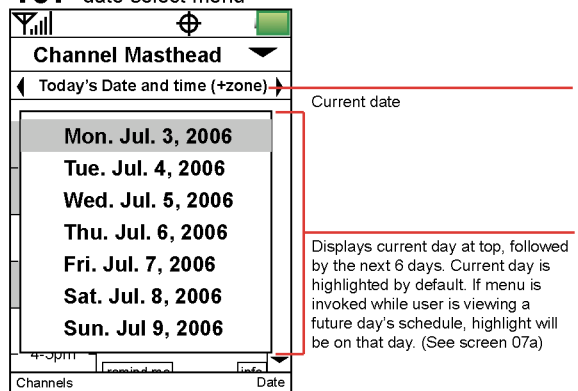 date select menu
Channel Masthead
Today's Date and time (+zone)
Current date
Mon. Jul. 3, 2006
Tue. Jul. 4, 2006
Wed. Jul. 5, 2006
Thu. Jul. 6, 2006
Fri. Jul. 7, 2006
Sat. Jul. 8, 2006
Sun. Jul 9, 2006
Displays current day at top, followed
by the next 6 days. Current day is
highlighted by default. If menu is
invoked while user is viewing a
future day's schedule, highlight will
be on that day. (See screen 07a)
4-5pm
remind me
info
Channels
Date